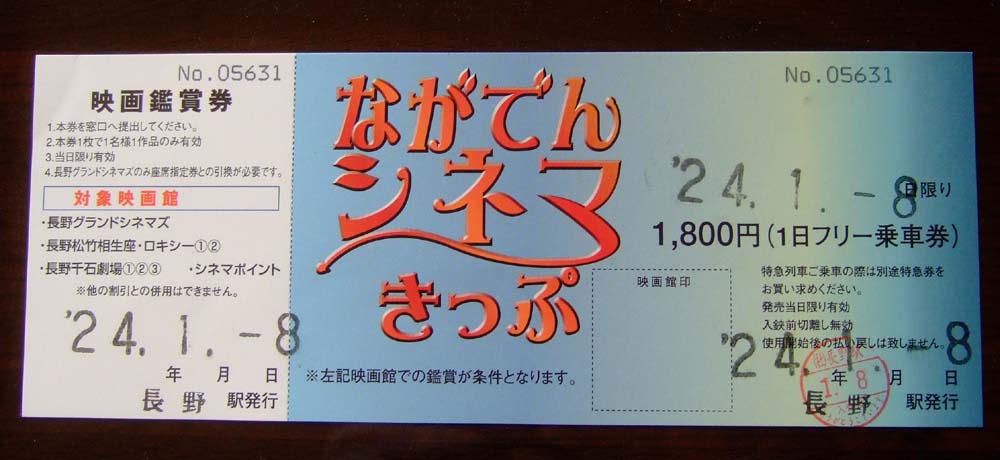 No.05631
映画鑑賞券
1.本券を窓口へ提出してください。
2.本券1枚で1名様1作品のみ有効
3.当日限り有効
4.長野グランドシネマズのみ座席指定券との引換が必要です。
対象映画館
・長野グランドシネマズ
・長野松竹相生座・ロキシー①②
・長野千石劇場①②③ ・シネマポイント
※他の割引との併用はできません。
'24.1.-8
年 月 日
長野 駅発行
ながでん
シネマ
きっぷ
※左記映画館での鑑賞が条件となります。
No.05631
'24.1.-8日限り
1,800円(1日フリー乗車券)
映画館印
特急列車ご乗車の際は別途特急券を
お買い求めください。
発売当日限り有効
入鋏前切離し無効
使用開始後の払い戻しは致しません。
'24.1.-8
年 月 日
長野 駅発行
1.8.